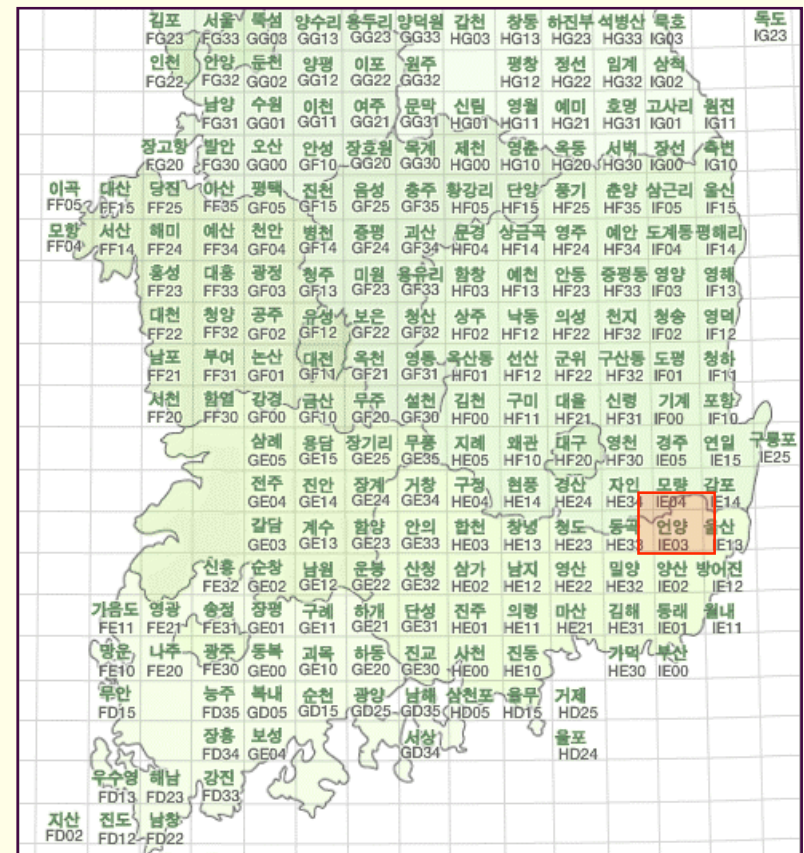 김포 서울 뚝섬 양수리 용두리 양덕원 갑천 창동 하진부 석병산 묵호 독도
FG23 FG33 GG03 GG13 GG23 GG33 HG03 HG13 HG23 HG33 IG03 IG23
인천 안양 둔전 양평 이포 원주 평창 정선 임계 삼척
FG22 FG32 GG02 GG12 GG22 GG32 HG12 HG22 HG32 IG02
남양 수원 이천 여주 문막 신림 영월 예미 호명 고사리 원진
FG31 GG01 GG11 GG21 GG31 HG01 HG11 HG21 HG31 IG01 IG11
장고항 발안 오산 안성 장호원 목계 제천 영춘 옥동 서벽 장선 측변
FG20 FG30 GG00 GF10 GG20 GG30 HG00 HG10 HG20 HG30 IG00 IG10
이곡 대산 당진 아산 평택 진천 음성 충주 황강리 단양 풍기 춘양 삼근리 울신
FF05 FF15 FF25 FF35 GF05 GF15 GF25 GF35 HF05 HF15 HF25 HF35 IF05 IF15
모항 서산 해미 예산 천안 병천 증평 괴산 문경 상금곡 영주 예안 도계동 평해리
FF04 FF14 FF24 FF34 GF04 GF14 GF24 GF34 HF04 HF14 HF24 HF34 IF04 IF14
홍성 대흥 광정 청주 미원 용유리 함창 예천 안동 중평동 영양 영해
FF23 FF33 GF03 GF13 GF23 GF33 HF03 HF13 HF23 HF33 IF03 IF13
대천 청양 공주 유성 보은 청산 상주 낙동 의성 천지 청송 영덕
FF22 FF32 GF02 GF12 GF22 GF32 HF02 HF12 HF22 HF32 IF02 IF12
남포 부여 논산 대전 옥천 영동 옥산동 선산 군위 구산동 도평 청하
FF21 FF31 GF01 GF11 GF21 GF31 HF01 HF12 HF22 HF32 IF01 IF11
서천 함열 강경 금산 무주 설천 김천 구미 대율 신령 기계 포항
FF20 FF30 GF00 GF10 GF20 GF30 HF00 HF11 HF21 HF31 IF00 IF10
삼례 용담 장기리 무풍 지례 왜관 대구 영천 경주 연일 구룡포
GE05 GE15 GE25 GE35 HE05 HF10 HF20 HF30 IE05 IE15 IE25
전주 진안 장계 거창 구정 현풍 경산 자인 모량 감포
GE04 GE14 GE24 GE34 HE04 HE14 HE24 HE34 IE04 IE14
갈담 계수 함양 안의 합천 창녕 청도 동곡 언양 울산
GE03 GE13 GE23 GE33 HE03 HE13 HE23 HE33 IE03 IE13
신흥 순창 남원 운봉 산청 삼가 남지 영산 밀양 양산 방어진
FE32 GE02 GE12 GE22 GE32 HE02 HE12 HE22 HE32 IE02 IE12
가음도 영광 송정 장평 구례 하개 단성 진주 의령 마산 김해 동래 월내
FE11 FE21 FE31 GE01 GE11 GE21 GE31 HE01 HE11 HE21 HE31 IE01 IE11
망운 나주 광주 동복 괴목 하동 진교 사천 진동 가덕 부산
FE10 FE20 FE30 GE00 GE10 GE20 GE30 HE00 HE10 HE30 IE00
무안 능주 복내 순천 광양 남해 삼천포 율무 거제
FD15 FD35 GD05 GD15 GD25 GD35 HD05 HD15 HD25
장흥 보성 서상 율포
FD34 GE04 GD34 HD24
우수영 해남 강진
FD13 FD23 FD33
지산 진도 남창
FD02 FD12 FD22